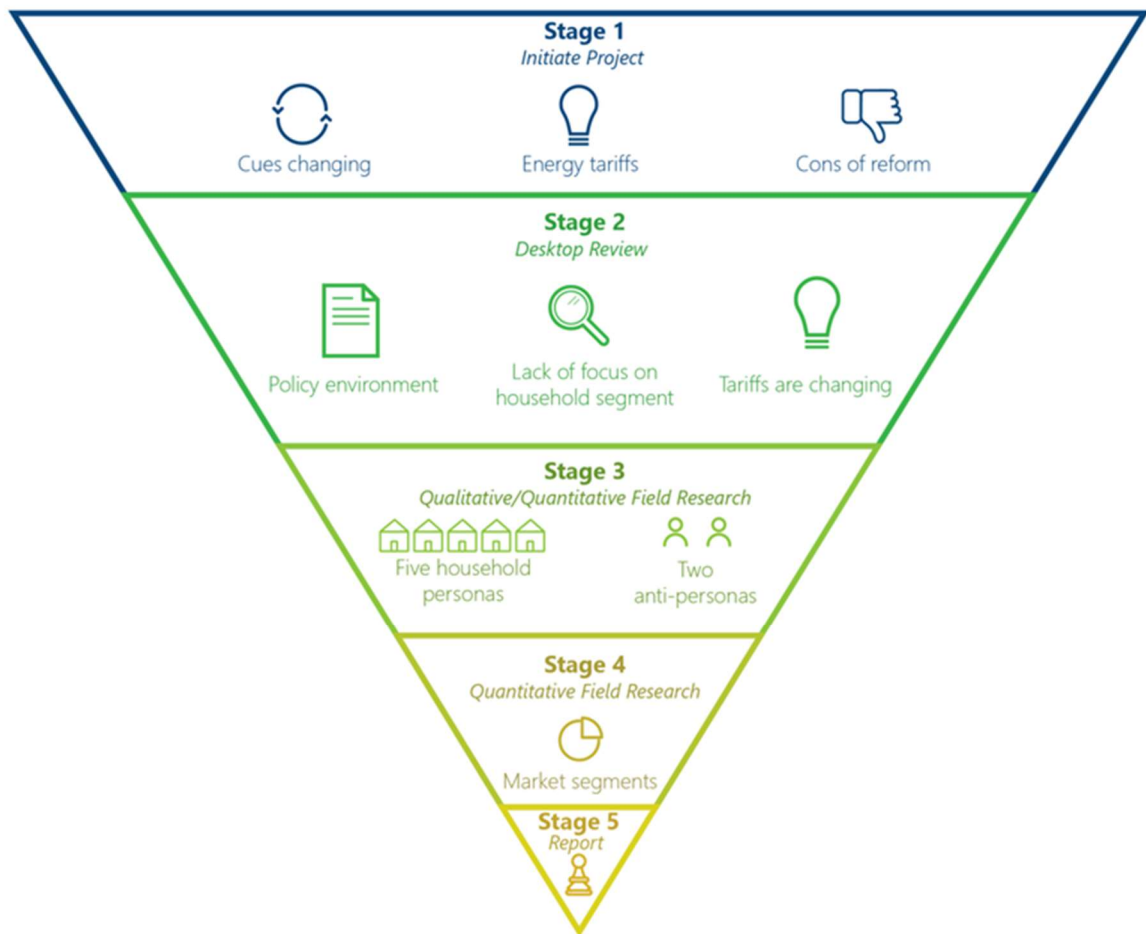 Stage 1
Initiate Project
Cues changing
Energy tariffs
Cons of reform
Stage 2
Desktop Review
Policy environment
Lack of focus on
household segment
Tariffs are changing
Stage 3
Qualitative/Quantitative Field Research
Five household
personas
Two
anti-personas
Stage 4
Quantitative Field Research
Market segments
Stage 5
Report